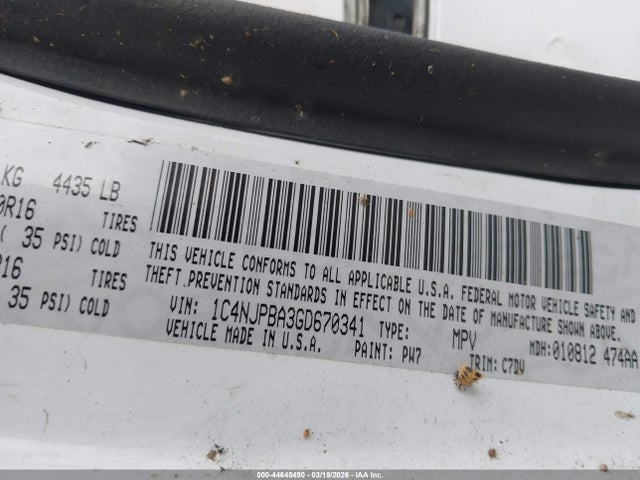 KG 4435 LB
0R16 TIRES
( 35 PSI) COLD
R16 TIRES
35 PSI) COLD
THIS VEHICLE CONFORMS TO ALL APPLICABLE U.S.A. FEDERAL MOTOR VEHICLE SAFETY AND
THEFT PREVENTION STANDARDS IN EFFECT ON THE DATE OF MANUFACTURE SHOWN ABOVE.
VIN: 1C4NJPBA3GD670341 TYPE: MPV MDH:010812 474AA
VEHICLE MADE IN U.S.A. PAINT: PW7 TRIM: C7DV
000-44645490 - 03/19/2026 - IAA Inc.